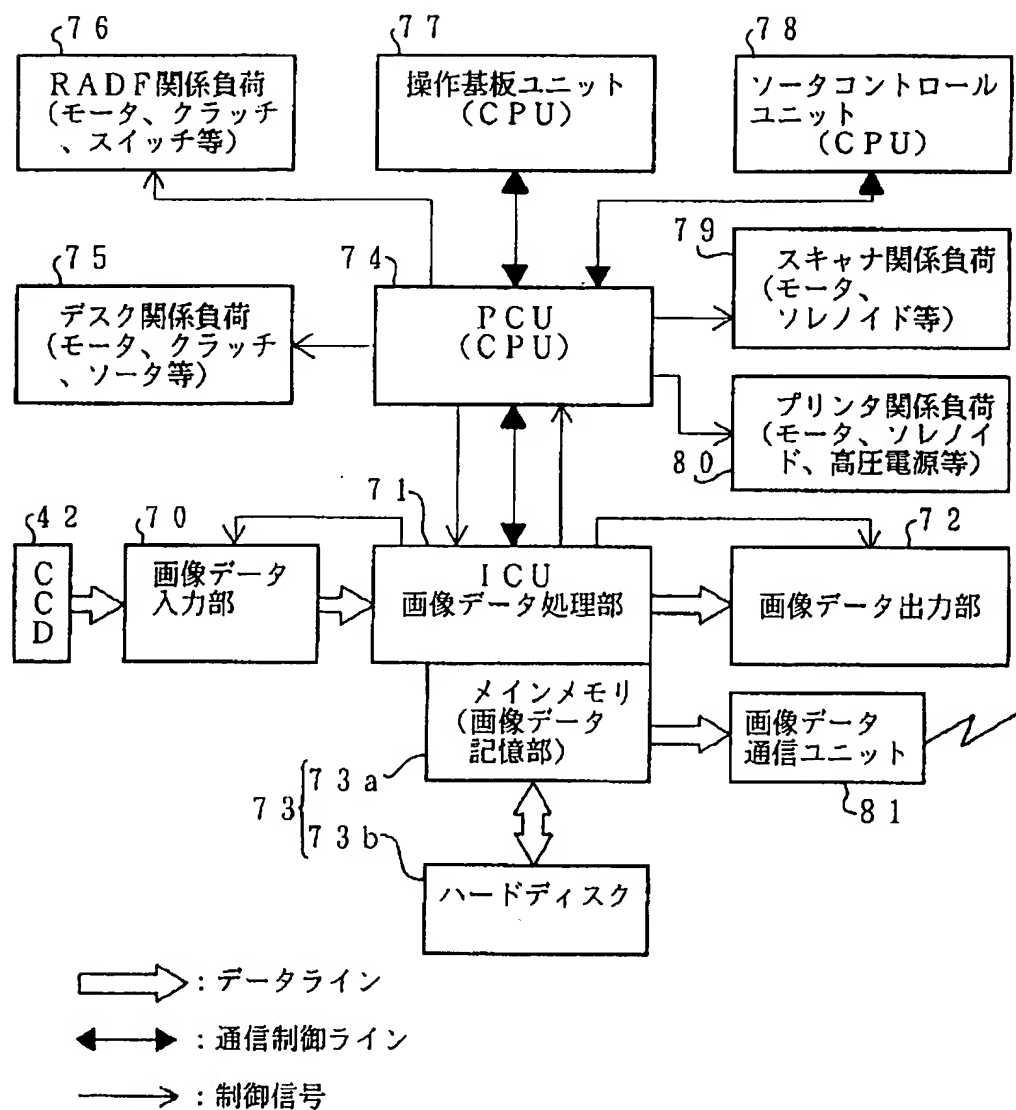 76
RADF関係負荷
(モータ、クラッチ
、スイッチ等)
77
操作基板ユニット
(CPU)
78
ソータコントロール
ユニット
(CPU)
75
デスク関係負荷
(モータ、クラッチ
、ソータ等)
74
PCU
(CPU)
79
スキャナ関係負荷
(モータ、
ソレノイド等)
プリンタ関係負荷
(モータ、ソレノイ
ド、高圧電源等)
80
42
CCD
70
画像データ
入力部
71
ICU
画像データ処理部
72
画像データ出力部
メインメモリ
(画像データ
記憶部)
画像データ
通信ユニット
81
73
73a
73b
ハードディスク
:データライン
:通信制御ライン
:制御信号